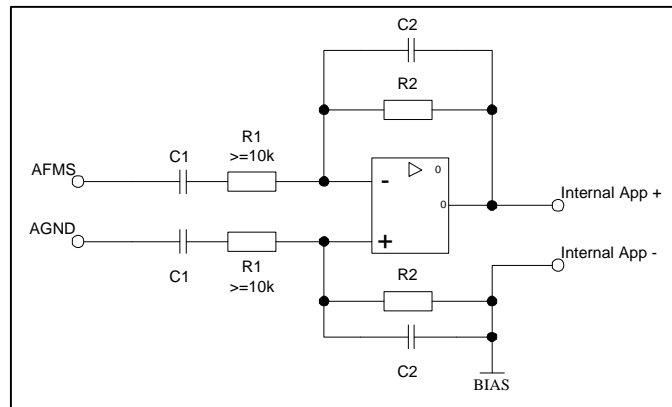 C2
R2
R1
>=10k
C1
AFMS
-
0
0
Internal App +
AGND
+
C1
R1
>=10k
Internal App -
R2
C2
BIAS